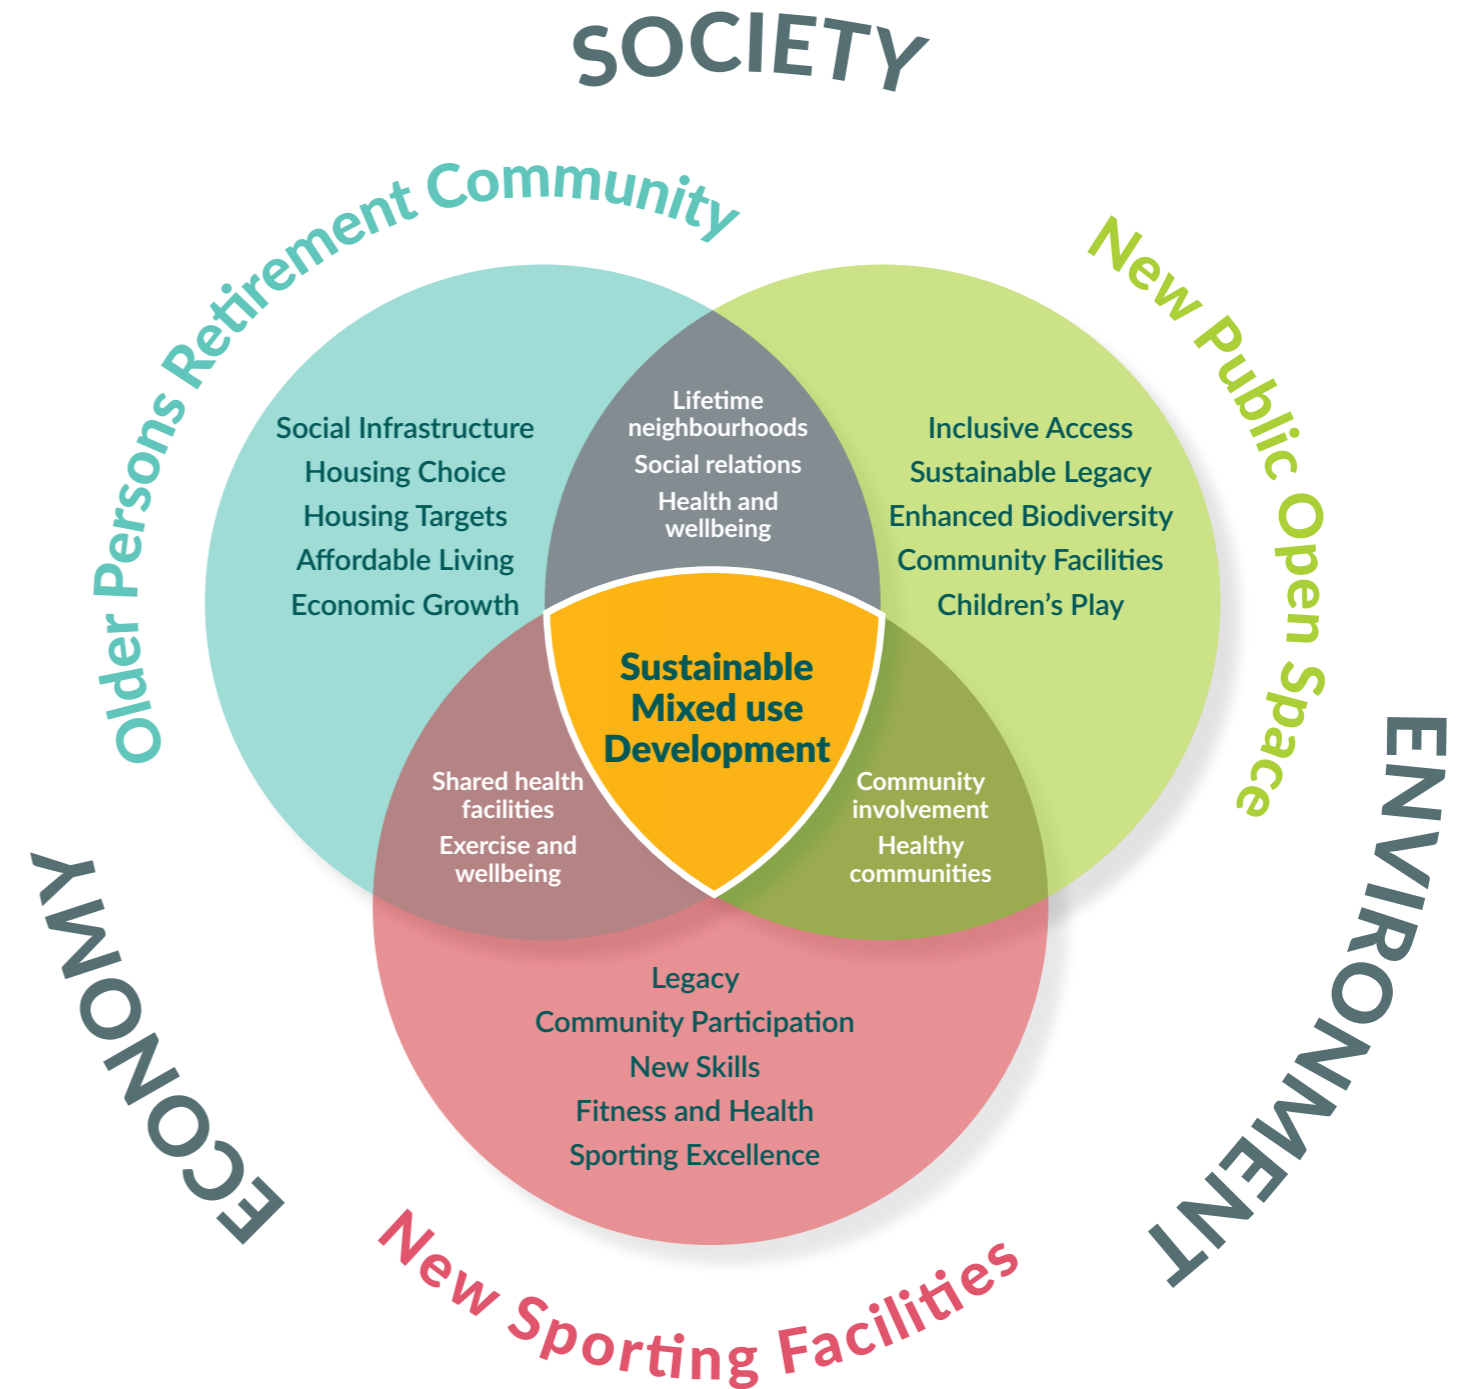 SOCIETY
Older Persons Retirement Community
New Public Open Space
Social Infrastructure
Housing Choice
Housing Targets
Affordable Living
Economic Growth
Lifetime
neighbourhoods
Social relations
Health and
wellbeing
Inclusive Access
Sustainable Legacy
Enhanced Biodiversity
Community Facilities
Children’s Play
Sustainable
Mixed use
Development
Shared health
facilities
Exercise and
wellbeing
Community
involvement
Healthy
communities
Legacy
Community Participation
New Skills
Fitness and Health
Sporting Excellence
New Sporting Facilities
ECONOMY
ENVIRONMENT